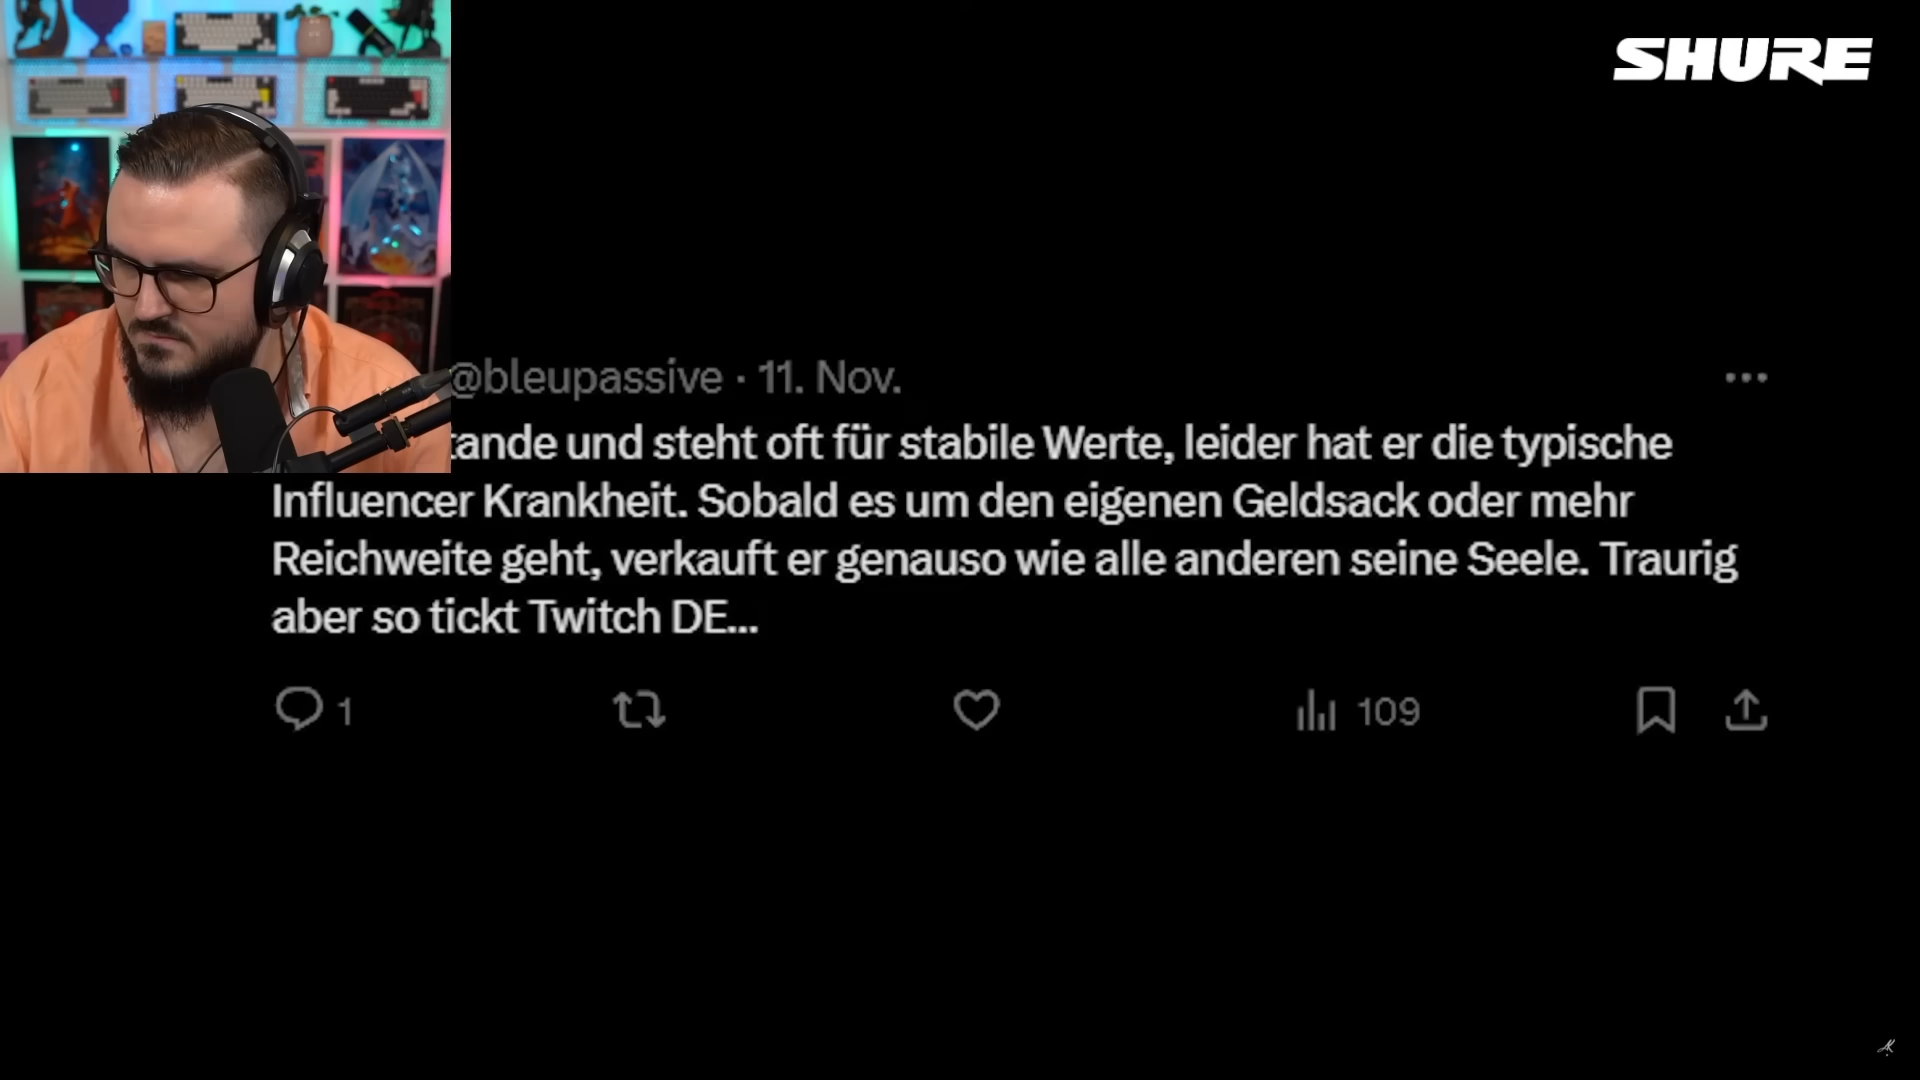 SHURE
@bleupassive · 11. Nov.
und steht oft für stabile Werte, leider hat er die typische
Influencer Krankheit. Sobald es um den eigenen Geldsack oder mehr
Reichweite geht, verkauft er genauso wie alle anderen seine Seele. Traurig
aber so tickt Twitch DE...
1
109